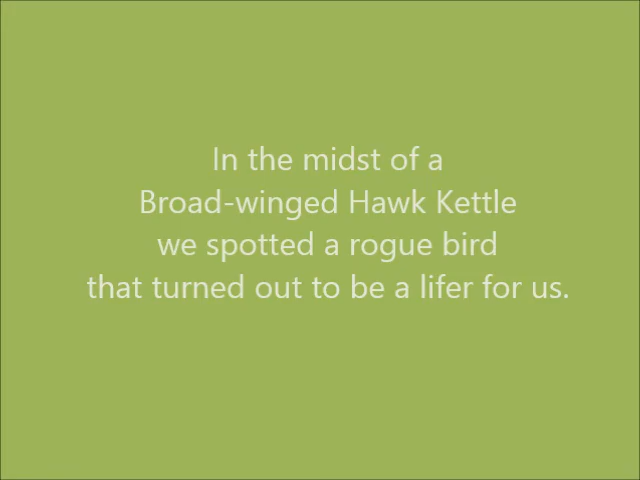 In the midst of a
Broad-winged Hawk Kettle
we spotted a rogue bird
that turned out to be a lifer for us.